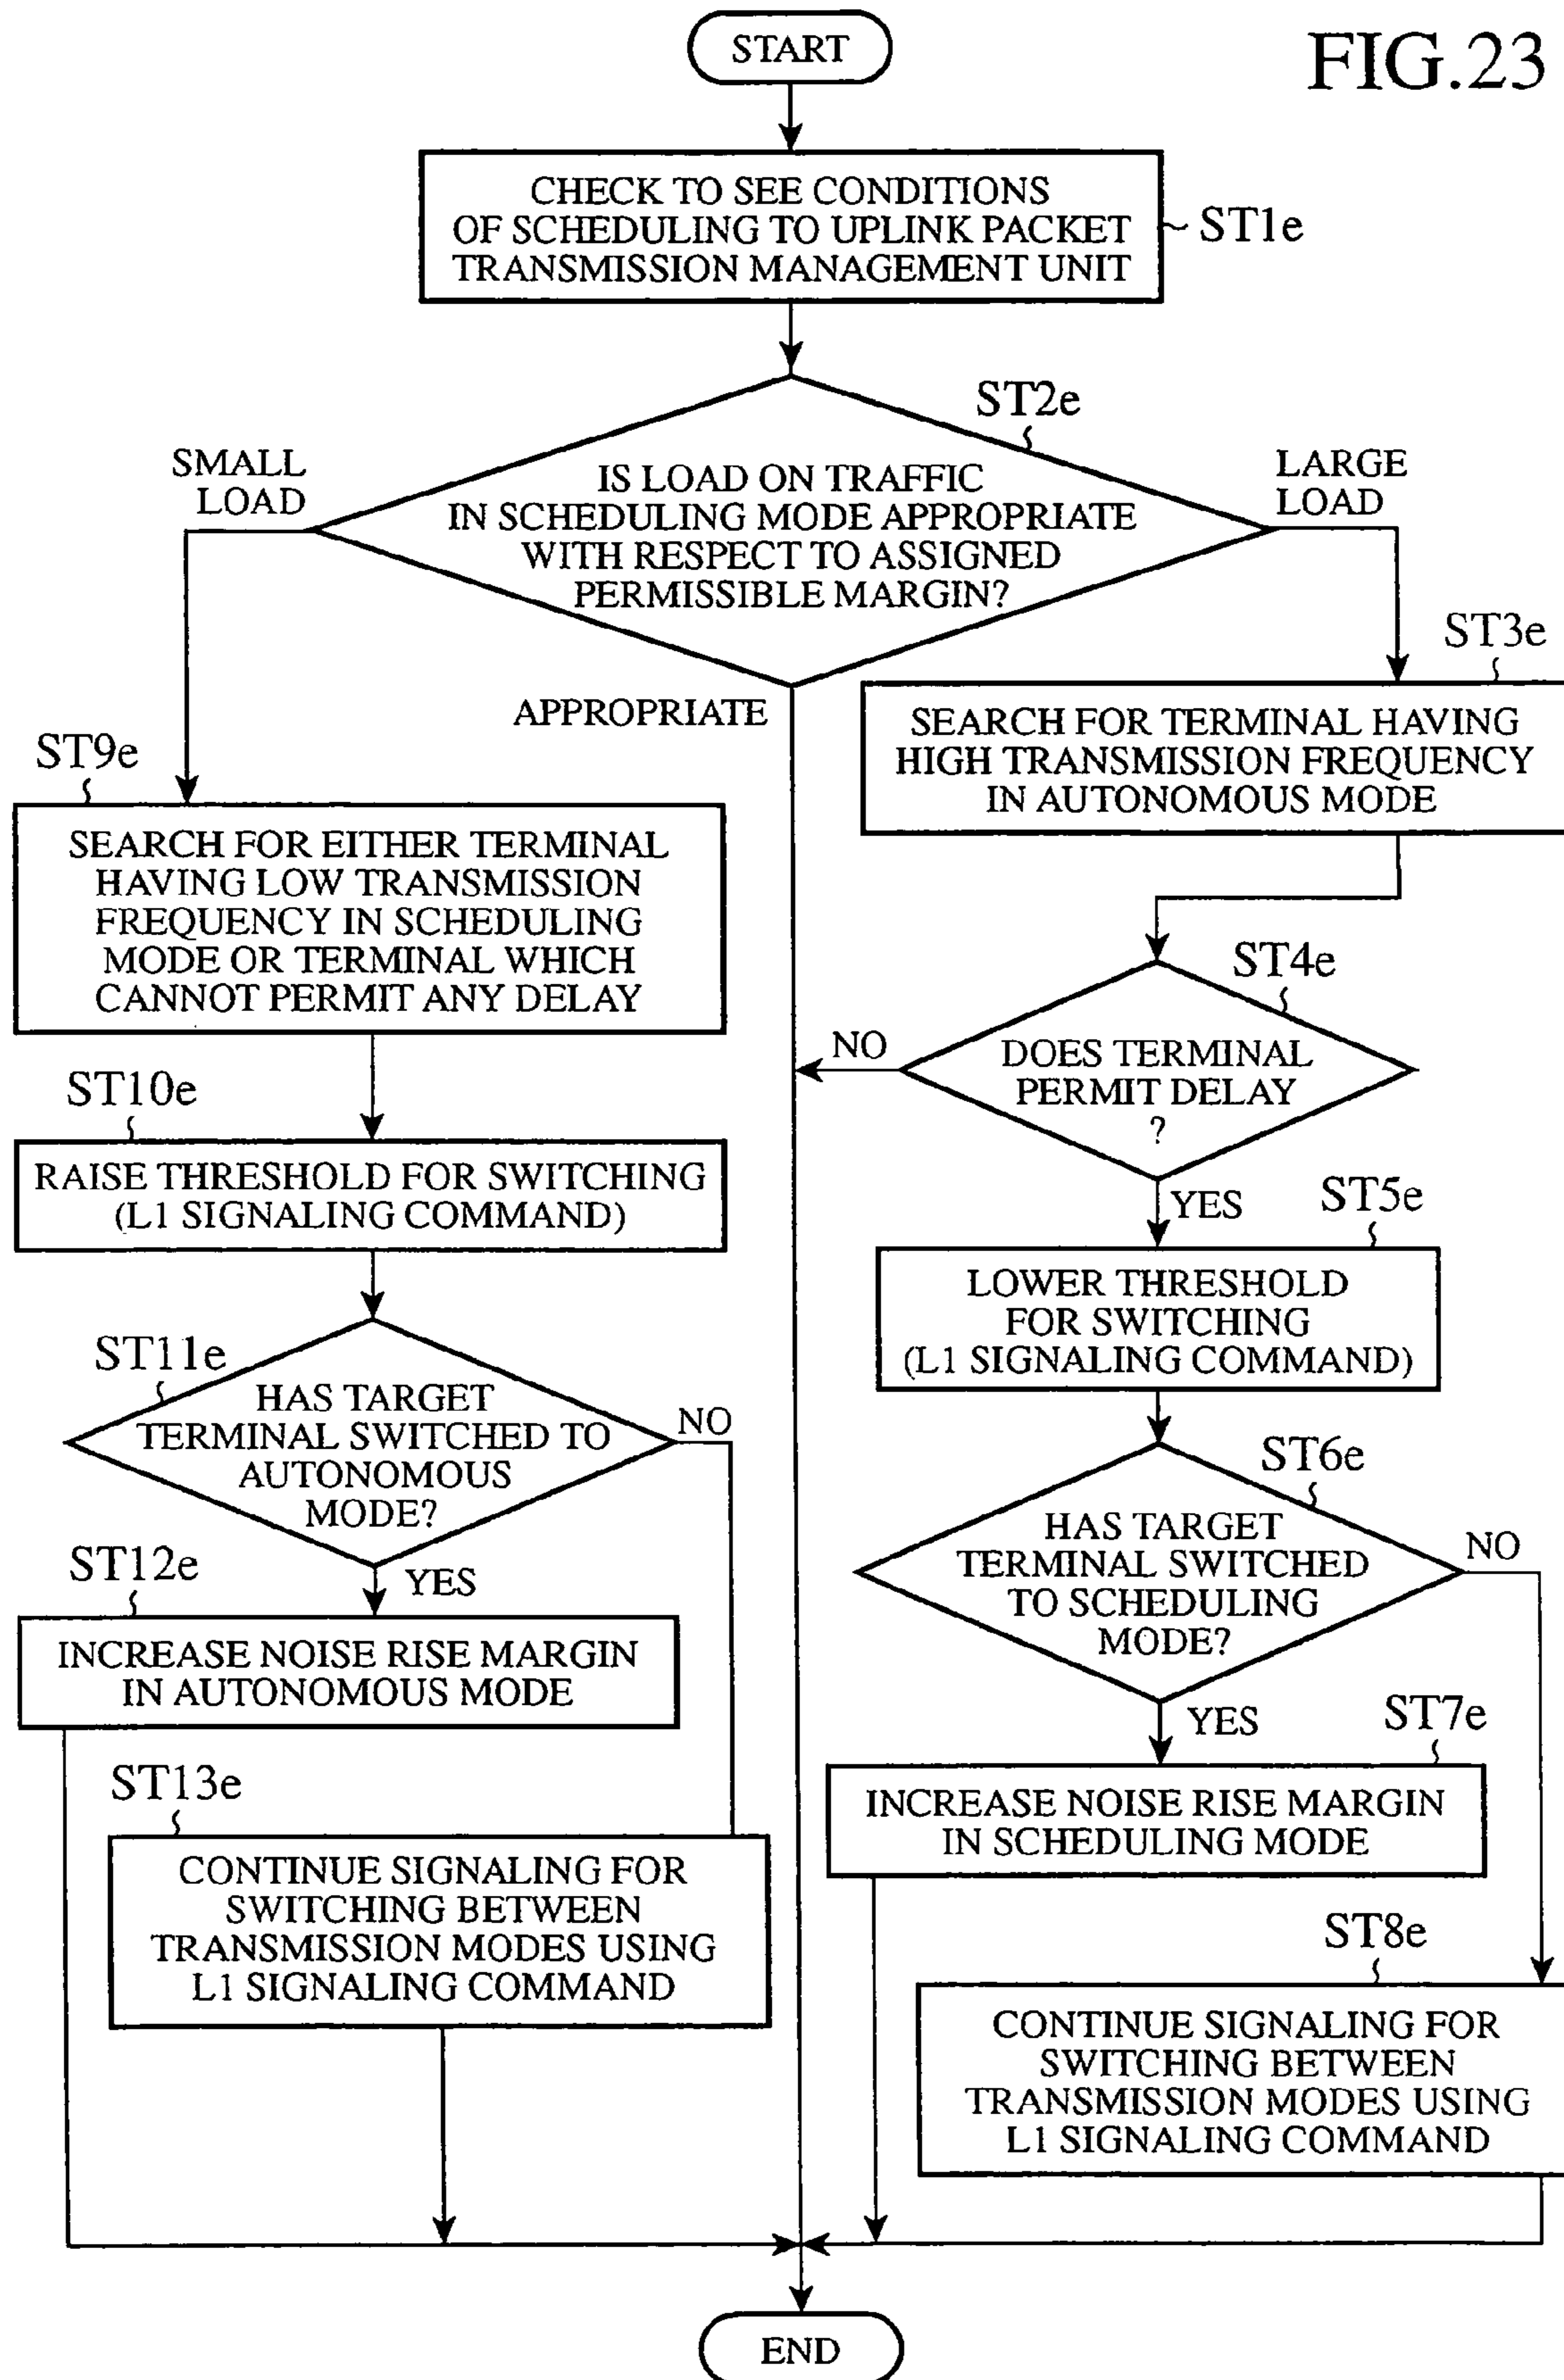 FIG.23
START
CHECK TO SEE CONDITIONS
OF SCHEDULING TO UPLINK PACKET
TRANSMISSION MANAGEMENT UNIT
ST1e
ST2e
IS LOAD ON TRAFFIC
IN SCHEDULING MODE APPROPRIATE
WITH RESPECT TO ASSIGNED
PERMISSIBLE MARGIN?
SMALL
LOAD
LARGE
LOAD
APPROPRIATE
ST3e
SEARCH FOR TERMINAL HAVING
HIGH TRANSMISSION FREQUENCY
IN AUTONOMOUS MODE
ST9e
SEARCH FOR EITHER TERMINAL
HAVING LOW TRANSMISSION
FREQUENCY IN SCHEDULING
MODE OR TERMINAL WHICH
CANNOT PERMIT ANY DELAY
ST4e
DOES TERMINAL
PERMIT DELAY
?
NO
YES
ST10e
RAISE THRESHOLD FOR SWITCHING
(L1 SIGNALING COMMAND)
ST5e
LOWER THRESHOLD
FOR SWITCHING
(L1 SIGNALING COMMAND)
ST11e
HAS TARGET
TERMINAL SWITCHED TO
AUTONOMOUS
MODE?
NO
YES
ST6e
HAS TARGET
TERMINAL SWITCHED
TO SCHEDULING
MODE?
NO
YES
ST12e
INCREASE NOISE RISE MARGIN
IN AUTONOMOUS MODE
ST7e
INCREASE NOISE RISE MARGIN
IN SCHEDULING MODE
ST13e
CONTINUE SIGNALING FOR
SWITCHING BETWEEN
TRANSMISSION MODES USING
L1 SIGNALING COMMAND
ST8e
CONTINUE SIGNALING FOR
SWITCHING BETWEEN
TRANSMISSION MODES USING
L1 SIGNALING COMMAND
END